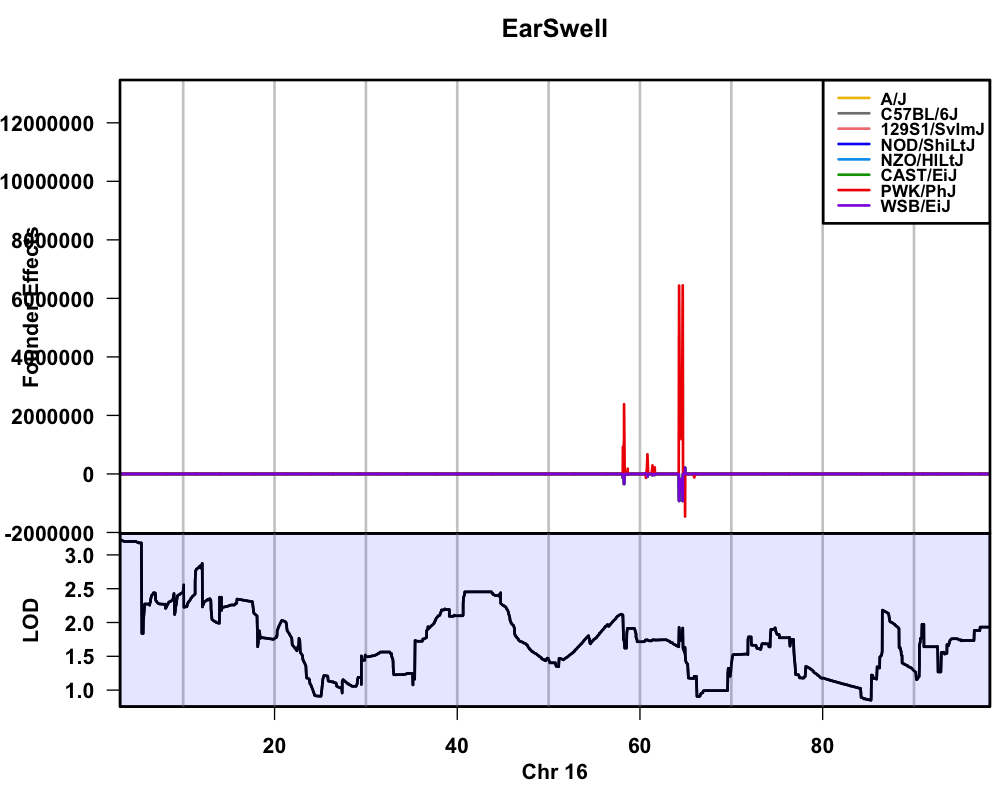 EarSwell
Founder Effects
12000000
10000000
8000000
6000000
4000000
2000000
0
-2000000
A/J
C57BL/6J
129S1/SvImJ
NOD/ShiLtJ
NZO/HlLtJ
CAST/EiJ
PWK/PhJ
WSB/EiJ
LOD
3.0
2.5
2.0
1.5
1.0
20 40 60 80
Chr 16